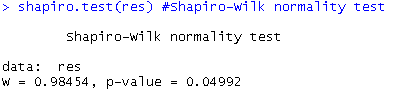 > shapiro.test(res) #Shapiro-Wilk normality test
Shapiro-Wilk normality test
data:  res
W = 0.98454, p-value = 0.04992